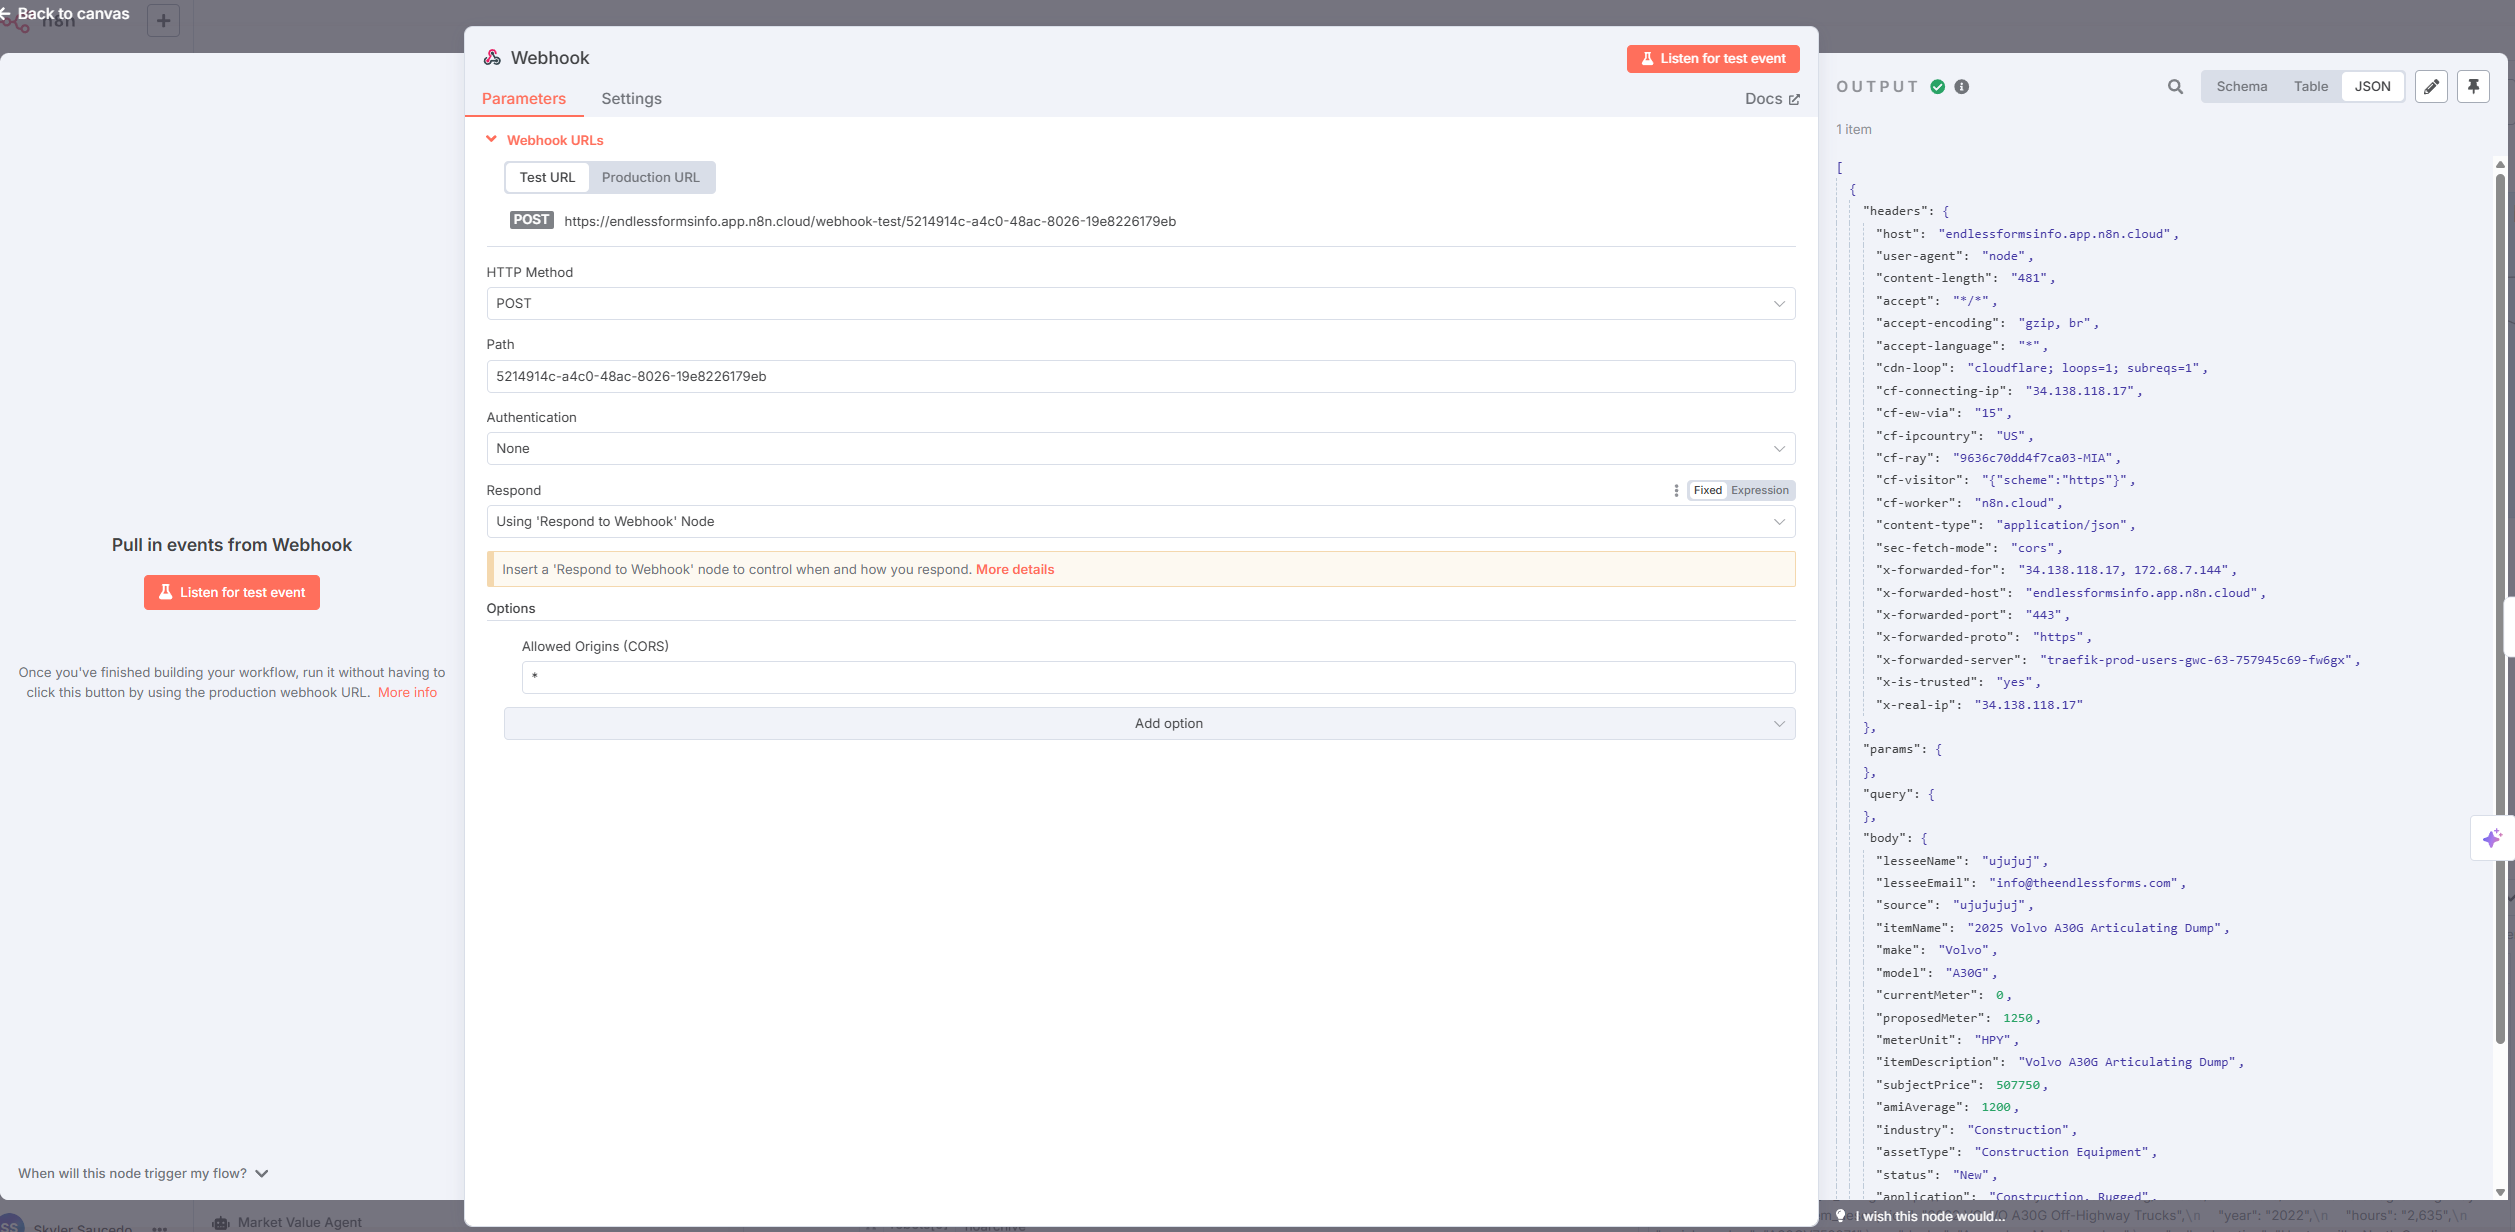 Back to canvas
n8n
Webhook
Listen for test event
Parameters
Settings
Docs
Webhook URLs
Test URL
Production URL
POST
https://endlessformsinfo.app.n8n.cloud/webhook-test/5214914c-a4c0-48ac-8026-19e8226179eb
HTTP Method
POST
Path
5214914c-a4c0-48ac-8026-19e8226179eb
Authentication
None
Respond
Fixed
Expression
Using 'Respond to Webhook' Node
Insert a 'Respond to Webhook' node to control when and how you respond. More details
Options
Allowed Origins (CORS)
*
Add option
Pull in events from Webhook
Listen for test event
Once you've finished building your workflow, run it without having to
click this button by using the production webhook URL. More info
When will this node trigger my flow?
OUTPUT
Schema
Table
JSON
1 item
[
{
"headers": {
"host": "endlessformsinfo.app.n8n.cloud",
"user-agent": "node",
"content-length": "481",
"accept": "*/*",
"accept-encoding": "gzip, br",
"accept-language": "*",
"cdn-loop": "cloudflare; loops=1; subreqs=1",
"cf-connecting-ip": "34.138.118.17",
"cf-ew-via": "15",
"cf-ipcountry": "US",
"cf-ray": "9636c70dd4f7ca03-MIA",
"cf-visitor": "{"scheme":"https"}",
"cf-worker": "n8n.cloud",
"content-type": "application/json",
"sec-fetch-mode": "cors",
"x-forwarded-for": "34.138.118.17, 172.68.7.144",
"x-forwarded-host": "endlessformsinfo.app.n8n.cloud",
"x-forwarded-port": "443",
"x-forwarded-proto": "https",
"x-forwarded-server": "traefik-prod-users-gwc-63-757945c69-fw6gx",
"x-is-trusted": "yes",
"x-real-ip": "34.138.118.17"
},
"params": {
},
"query": {
},
"body": {
"lesseeName": "ujujuj",
"lesseeEmail": "info@theendlessforms.com",
"source": "ujujujuj",
"itemName": "2025 Volvo A30G Articulating Dump",
"make": "Volvo",
"model": "A30G",
"currentMeter": 0,
"proposedMeter": 1250,
"meterUnit": "HPY",
"itemDescription": "Volvo A30G Articulating Dump",
"subjectPrice": 507750,
"amiAverage": 1200,
"industry": "Construction",
"assetType": "Construction Equipment",
"status": "New",
"application": "Construction, Rugged",
I wish this node would...
SS
Skyler Saucedo
Market Value Agent
A30G Off-Highway Trucks",\n "year": "2022",\n "hours": "2,635",\n